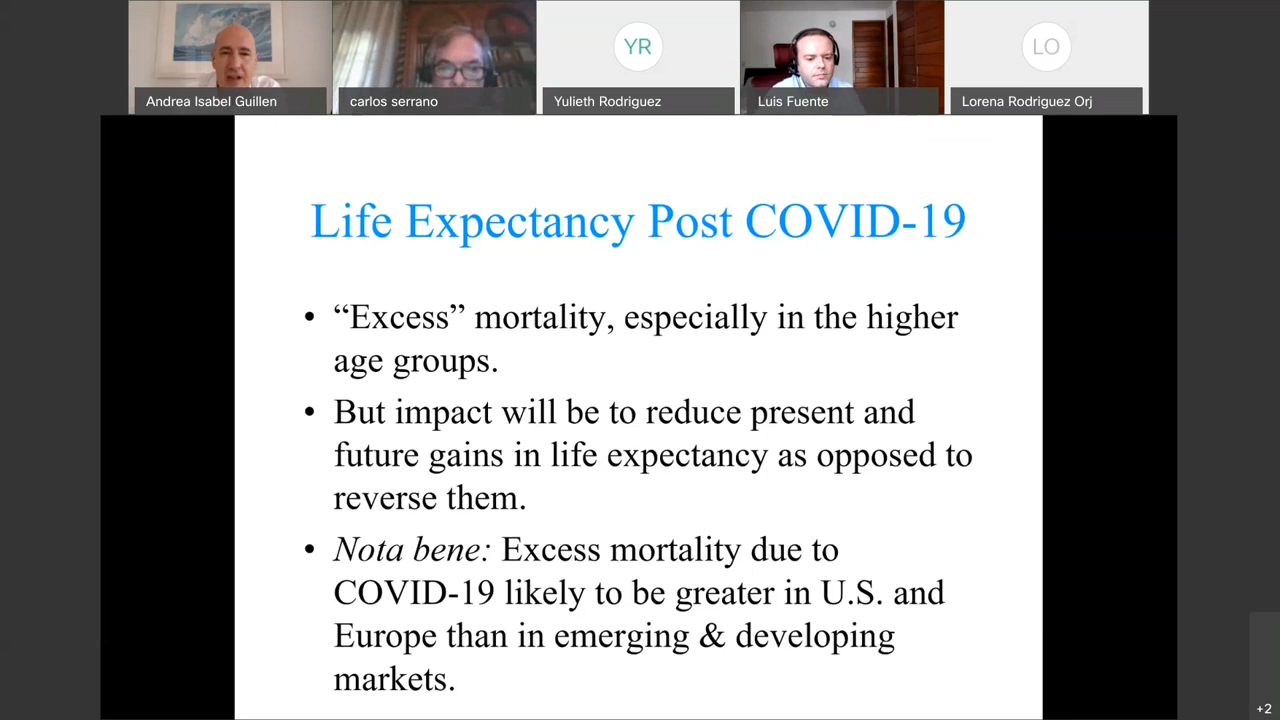 YR
LO
Andrea Isabel Guillen
carlos serrano
Yulieth Rodriguez
Luis Fuente
Lorena Rodriguez Orj
Life Expectancy Post COVID-19
• “Excess” mortality, especially in the higher
age groups.
• But impact will be to reduce present and
future gains in life expectancy as opposed to
reverse them.
• Nota bene: Excess mortality due to
COVID-19 likely to be greater in U.S. and
Europe than in emerging & developing
markets.
+2